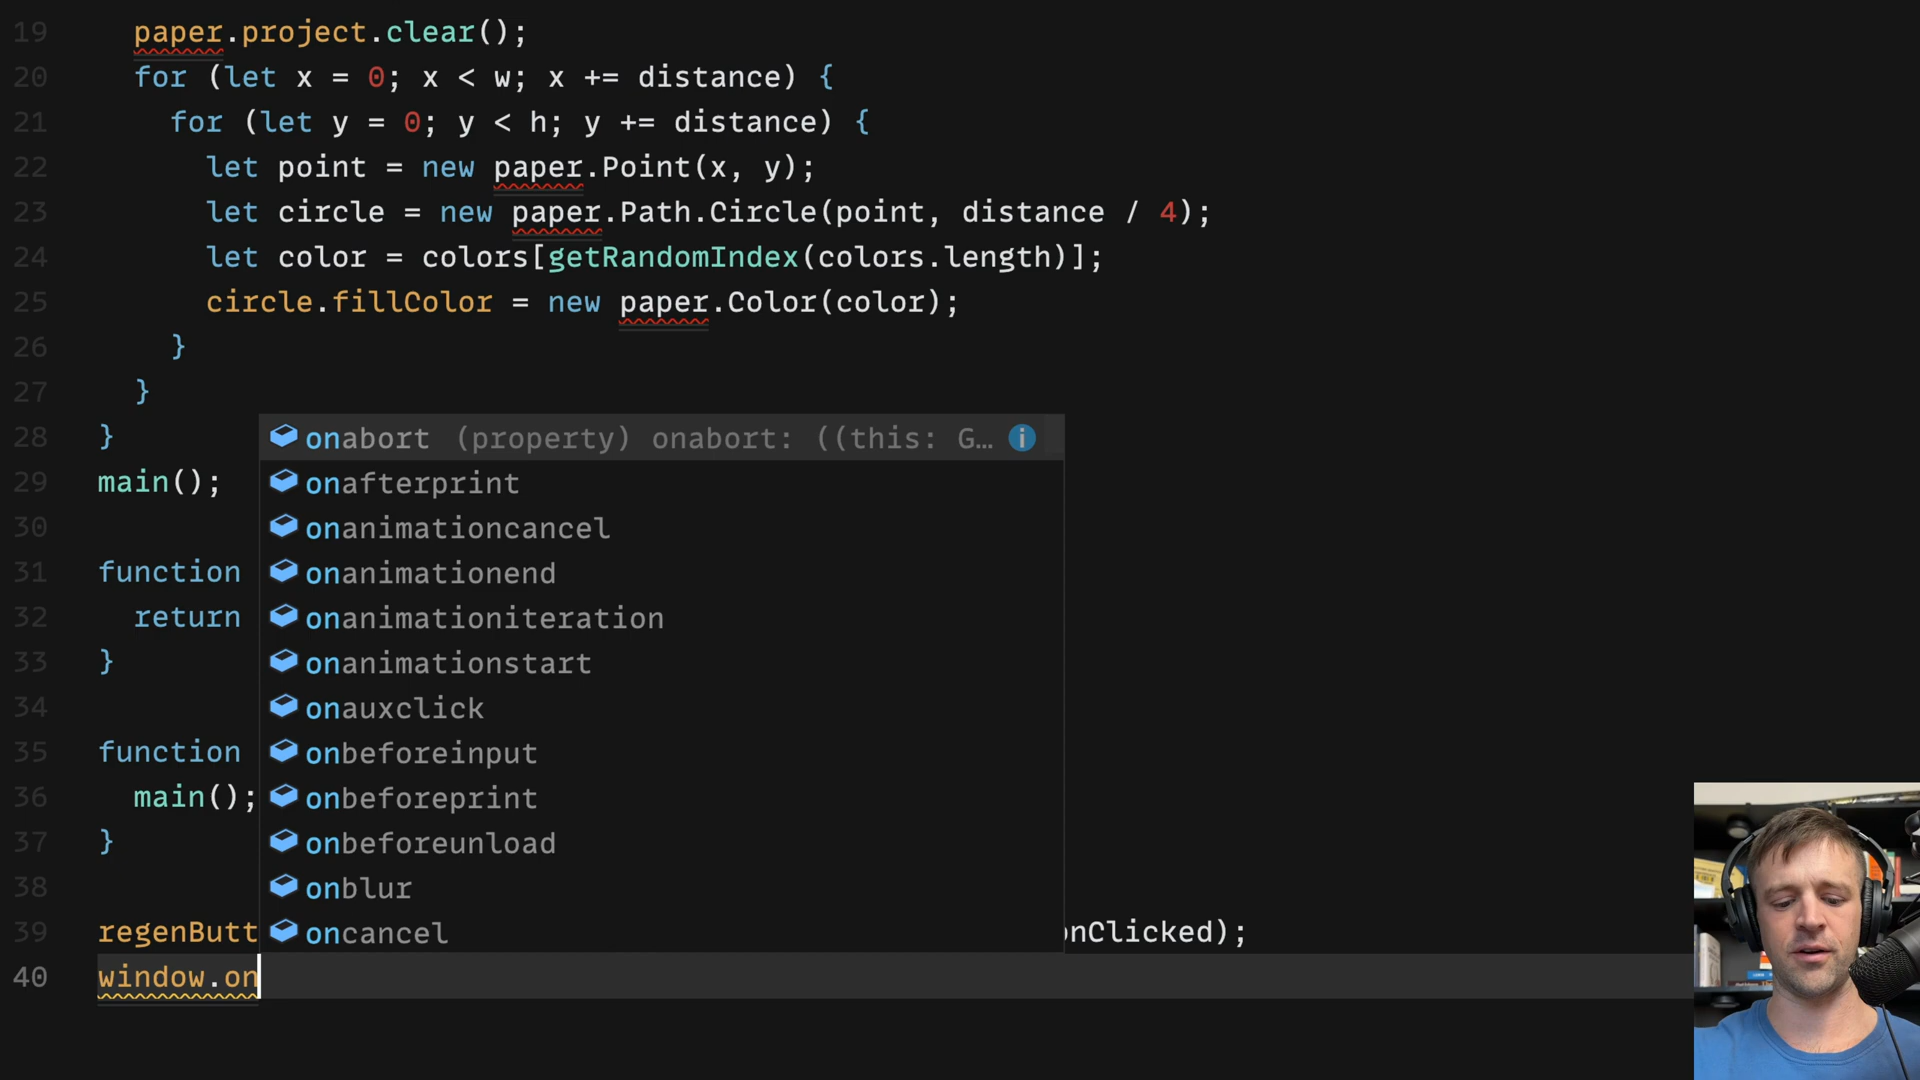 19 paper.project.clear();
20 for (let x = 0; x < w; x += distance) {
21 for (let y = 0; y < h; y += distance) {
22 let point = new paper.Point(x, y);
23 let circle = new paper.Path.Circle(point, distance / 4);
24 let color = colors[getRandomIndex(colors.length)];
25 circle.fillColor = new paper.Color(color);
26 }
27 }
28 }
onabort (property) onabort: ((this: G…
29 main();
onafterprint
30
onanimationcancel
31 function
onanimationend
32 return
onanimationiteration
33 }
onanimationstart
34
onauxclick
35 function
onbeforeinput
36 main();
onbeforeprint
37 }
onbeforeunload
38
onblur
39 regenButt
oncancel
onClicked);
40 window.on